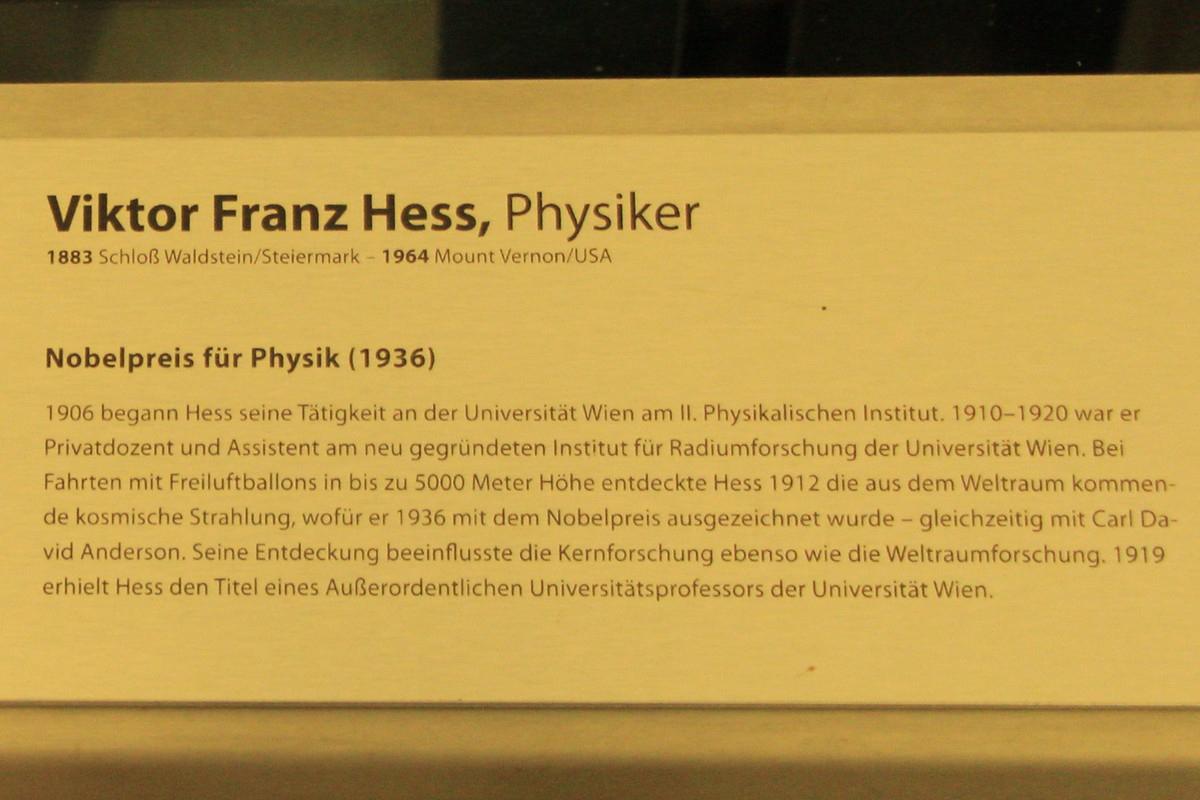 Viktor Franz Hess, Physiker
1883 Schloß Waldstein/Steiermark – 1964 Mount Vernon/USA
Nobelpreis für Physik (1936)
1906 begann Hess seine Tätigkeit an der Universität Wien am II. Physikalischen Institut. 1910–1920 war er
Privatdozent und Assistent am neu gegründeten Institut für Radiumforschung der Universität Wien. Bei
Fahrten mit Freiluftballons in bis zu 5000 Meter Höhe entdeckte Hess 1912 die aus dem Weltraum kommen-
de kosmische Strahlung, wofür er 1936 mit dem Nobelpreis ausgezeichnet wurde – gleichzeitig mit Carl Da-
vid Anderson. Seine Entdeckung beeinflusste die Kernforschung ebenso wie die Weltraumforschung. 1919
erhielt Hess den Titel eines Außerordentlichen Universitätsprofessors der Universität Wien.